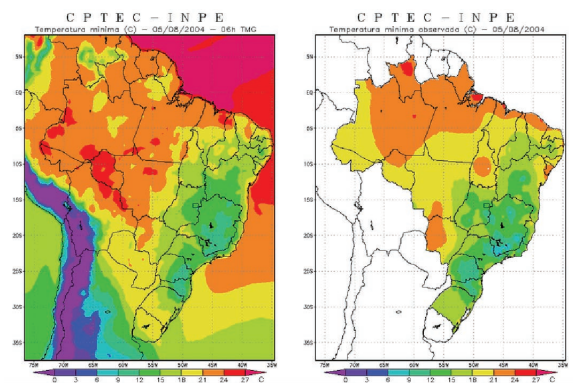 C P T E C - I N P E
Temperatura minima (C) - 05/08/2004 - 06h TMG
5N
EQ
5S
10S
15S
20S
25S
30S
35S
75W 70W 65W 60W 55W 50W 45W 40W 35W
0 3 6 9 12 15 18 21 24 27 C
C P T E C - I N P E
Temperatura minima observada (C) - 05/08/2004
5N
EQ
5S
10S
15S
20S
25S
30S
35S
75W 70W 65W 60W 55W 50W 45W 40W 35W
0 3 6 9 12 15 18 21 24 27 C